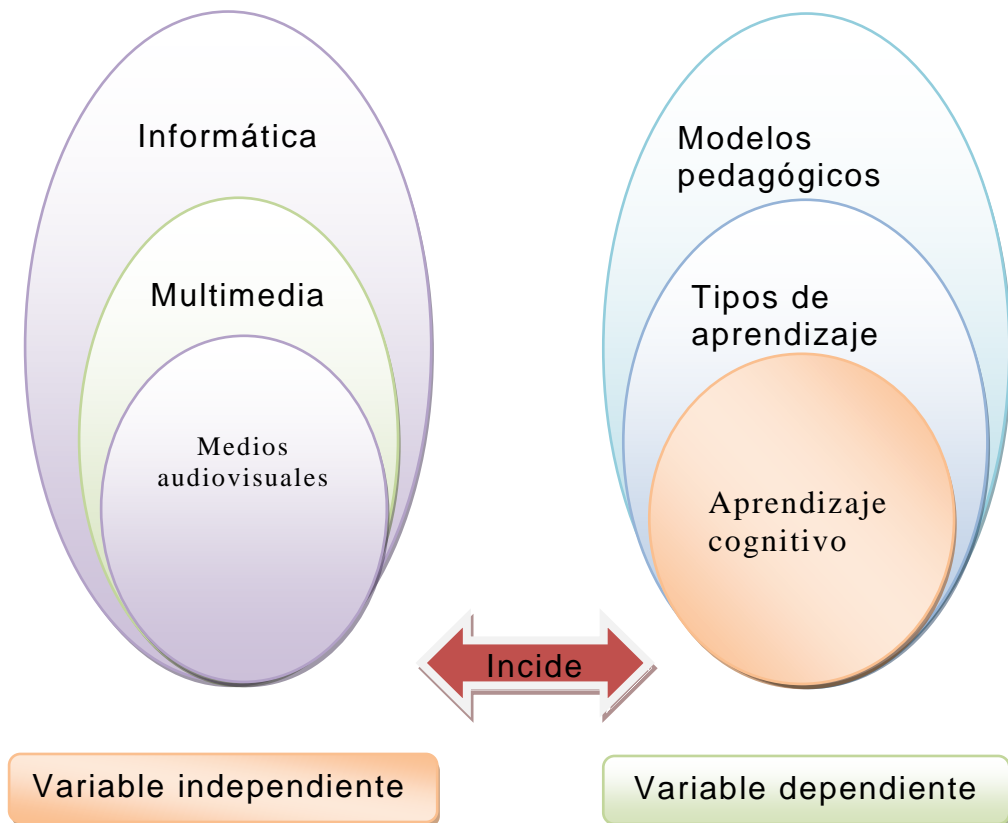 Informática
Multimedia
Medios
audiovisuales
Modelos
pedagógicos
Tipos de
aprendizaje
Aprendizaje
cognitivo
Incide
Variable independiente
Variable dependiente